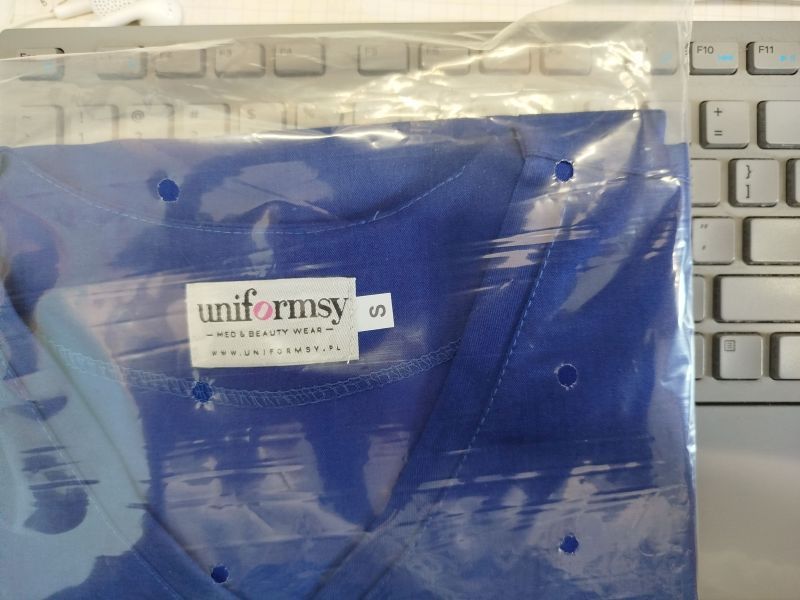 F10
F11
+
=
}
]
"
'
uniformsy
S
– MED & BEAUTY WEAR –
WWW.UNIFORMSY.PL